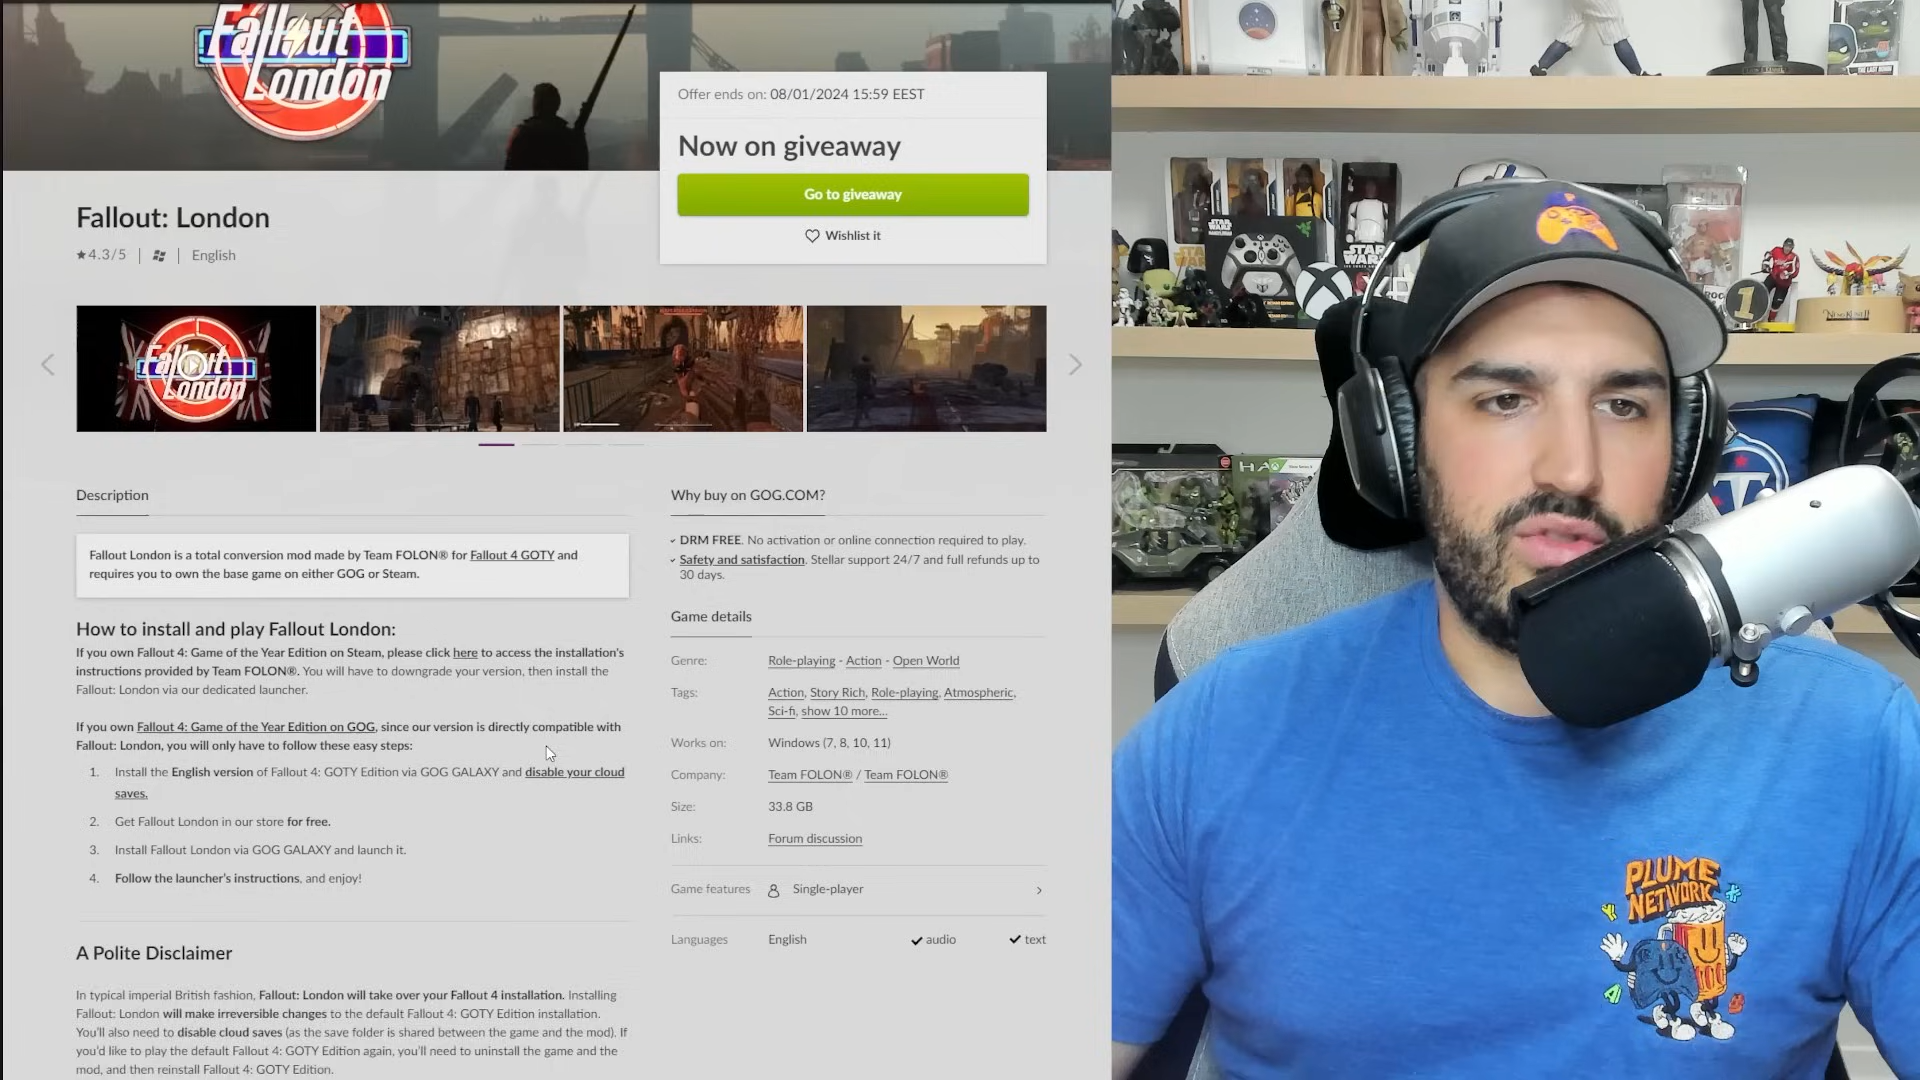 Fallout
London
Offer ends on: 08/01/2024 15:59 EEST
Now on giveaway
Go to giveaway
Wishlist it
Fallout: London
4.3/5
English
Fallout
London
Description
Fallout London is a total conversion mod made by Team FOLON® for Fallout 4 GOTY and
requires you to own the base game on either GOG or Steam.
How to install and play Fallout London:
If you own Fallout 4: Game of the Year Edition on Steam, please click here to access the installation's
instructions provided by Team FOLON®. You will have to downgrade your version, then install the
Fallout: London via our dedicated launcher.
If you own Fallout 4: Game of the Year Edition on GOG, since our version is directly compatible with
Fallout: London, you will only have to follow these easy steps:
1. Install the English version of Fallout 4: GOTY Edition via GOG GALAXY and disable your cloud
saves.
2. Get Fallout London in our store for free.
3. Install Fallout London via GOG GALAXY and launch it.
4. Follow the launcher's instructions, and enjoy!
A Polite Disclaimer
In typical imperial British fashion, Fallout: London will take over your Fallout 4 installation. Installing
Fallout: London will make irreversible changes to the default Fallout 4: GOTY Edition installation.
You'll also need to disable cloud saves (as the save folder is shared between the game and the mod). If
you'd like to play the default Fallout 4: GOTY Edition again, you'll need to uninstall the game and the
mod, and then reinstall Fallout 4: GOTY Edition.
Why buy on GOG.COM?
DRM FREE. No activation or online connection required to play.
Safety and satisfaction. Stellar support 24/7 and full refunds up to
30 days.
Game details
Genre: Role-playing - Action - Open World
Tags: Action, Story Rich, Role-playing, Atmospheric,
Sci-fi, show 10 more...
Works on: Windows (7, 8, 10, 11)
Company: Team FOLON® / Team FOLON®
Size: 33.8 GB
Links: Forum discussion
Game features Single-player
Languages English audio text
STAR
WARS
STAR
WARS
ROCKY
1
HA
PLUME
NETWORK